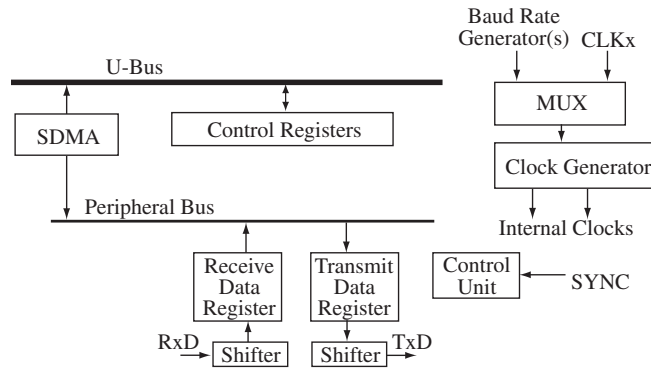 Baud Rate
Generator(s) CLKx
U-Bus
MUX
SDMA
Control Registers
Clock Generator
Peripheral Bus
Internal Clocks
Receive
Data
Register
Transmit
Data
Register
Control
Unit
SYNC
RxD
Shifter
Shifter
TxD